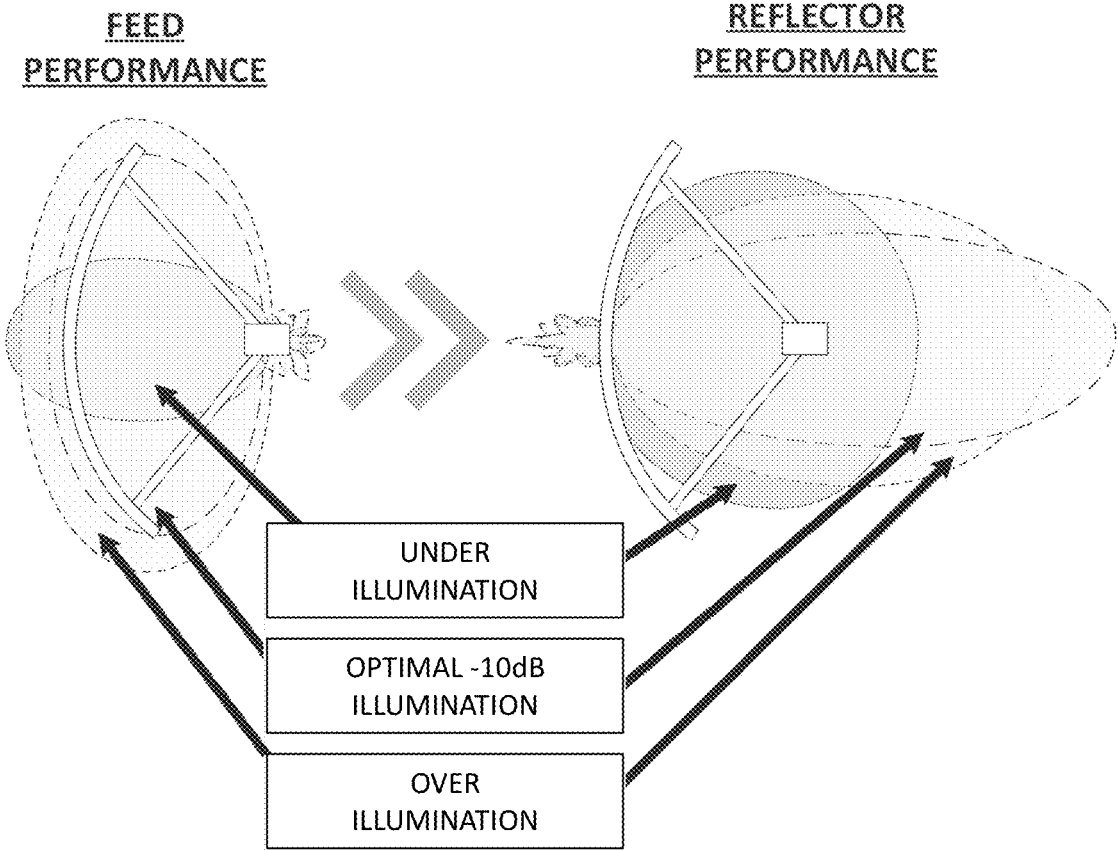 FEED
PERFORMANCE
REFLECTOR
PERFORMANCE
UNDER
ILLUMINATION
OPTIMAL -10dB
ILLUMINATION
OVER
ILLUMINATION